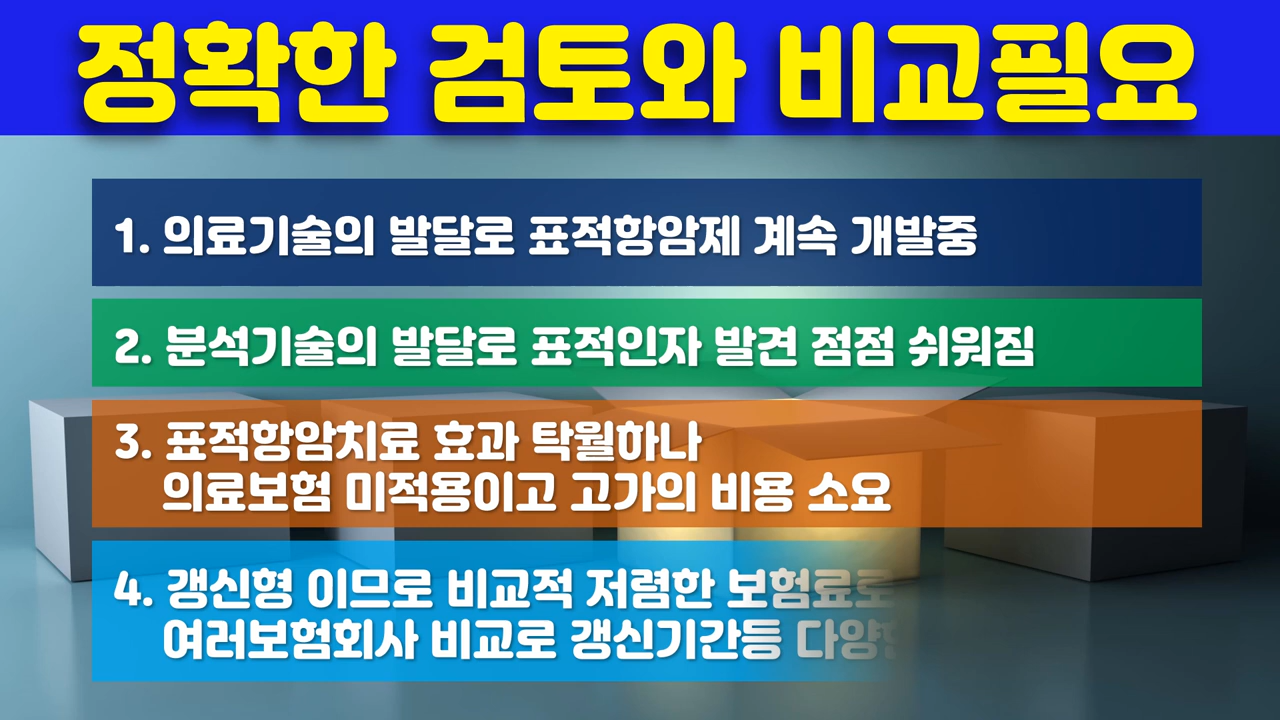 정확한 검토와 비교필요
1. 의료기술의 발달로 표적항암제 계속 개발중
2. 분석기술의 발달로 표적인자 발견 점점 쉬워짐
3. 표적항암치료 효과 탁월하나
의료보험 미적용이고 고가의 비용 소요
4. 갱신형 이므로 비교적 저렴한 보험료로
여러보험회사 비교로 갱신기간등